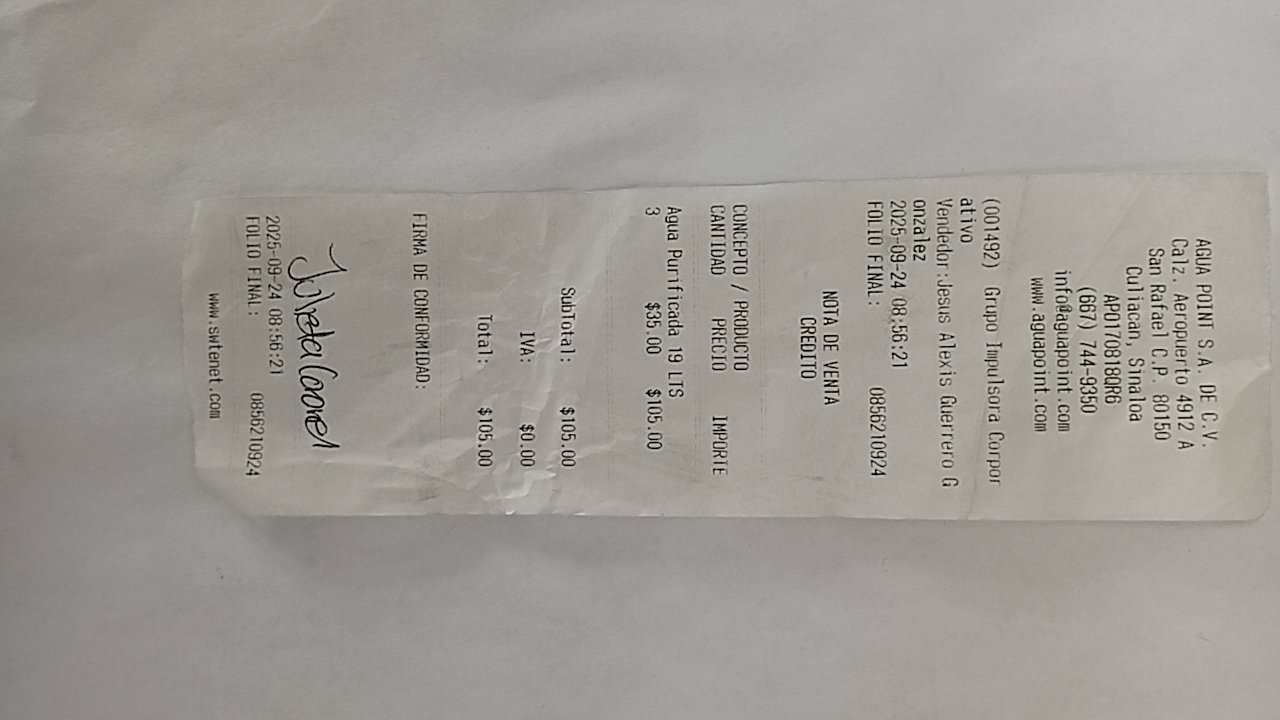 AGUA POINT S.A. DE C.V.
Calz. Aeropuerto 4912 A
San Rafael C.P. 80150
Culiacan, Sinaloa
APO170818QR6
(667) 744-9350
info@aguapoint.com
www.aguapoint.com
(001492) Grupo Impulsora Corpor
ativo
Vendedor:Jesus Alexis Guerrero G
onzalez
2025-09-24 08:56:21
FOLIO FINAL: 0856210924
NOTA DE VENTA
CREDITO
CONCEPTO / PRODUCTO
CANTIDAD PRECIO IMPORTE
Agua Purificada 19 LTS
3 $35.00 $105.00
SubTotal: $105.00
IVA: $0.00
Total: $105.00
FIRMA DE CONFORMIDAD:
Julieta Coronel
2025-09-24 08:56:21
FOLIO FINAL: 0856210924
www.swtenet.com